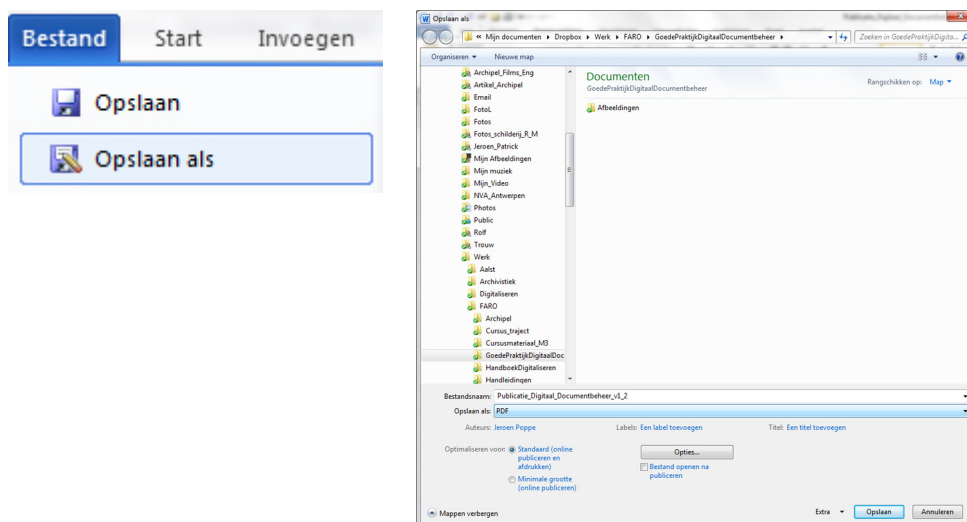 Bestand Start Invoegen
Opslaan
Opslaan als
Opslaan als
« Mijn documenten Dropbox Werk FARO GoedePraktijkDigitaalDocumentbeheer
Zoeken in GoedePraktijkDigita...
Organiseren Nieuwe map
Archipel_Films_Eng
Artikel_Archipel
Email
FotoL
Fotos
Fotos_schilderij_R_M
Jeroen_Patrick
Mijn Afbeeldingen
Mijn muziek
Mijn_Video
NVA_Antwerpen
Photos
Public
Rolf
Trouw
Werk
Aalst
Archivistiek
Digitaliseren
FARO
Archipel
Cursus_traject
Cursusmateriaal_M3
GoedePraktijkDigitaalDoc
HandboekDigitaliseren
Handleidingen
Documenten
GoedePraktijkDigitaalDocumentbeheer
Rangschikken op: Map
Afbeeldingen
Bestandsnaam: Publicatie_Digitaal_Documentbeheer_v1_2
Opslaan als: PDF
Auteurs: Jeroen Poppe Labels: Een label toevoegen Titel: Een titel toevoegen
Optimaliseren voor: Standaard (online
publiceren en
afdrukken)
Minimale grootte
(online publiceren)
Opties...
Bestand openen na
publiceren
Mappen verbergen Extra Opslaan Annuleren